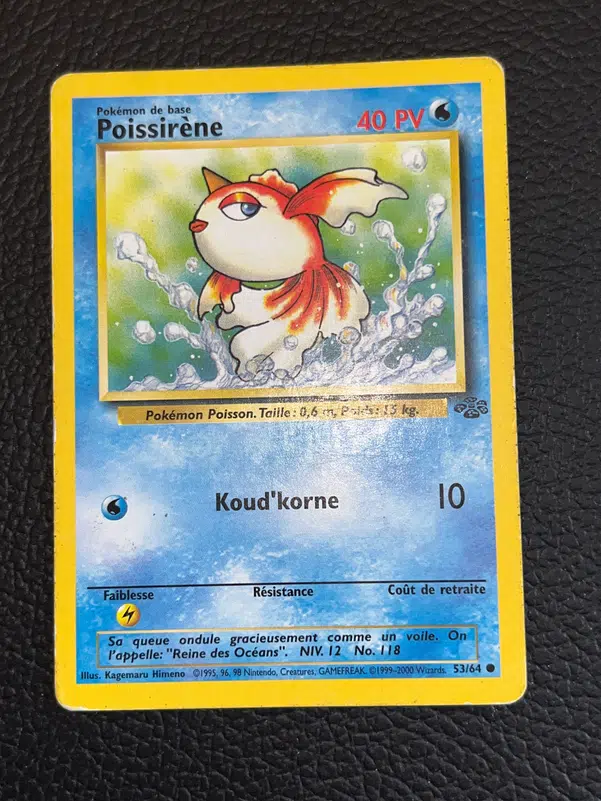 Pokémon de base
Poissirène
40 PV
Pokémon Poisson. Taille: 0,6 m, Poids: 15 kg.
Koud'korne 10
Faiblesse Résistance Coût de retraite
Sa queue ondule gracieusement comme un voile. On
l'appelle: "Reine des Océans". NIV. 12 No. 118
Illus. Kagemaru Himeno ©1995, 96, 98 Nintendo, Creatures, GAMEFREAK. ©1999-2000 Wizards. 53/64